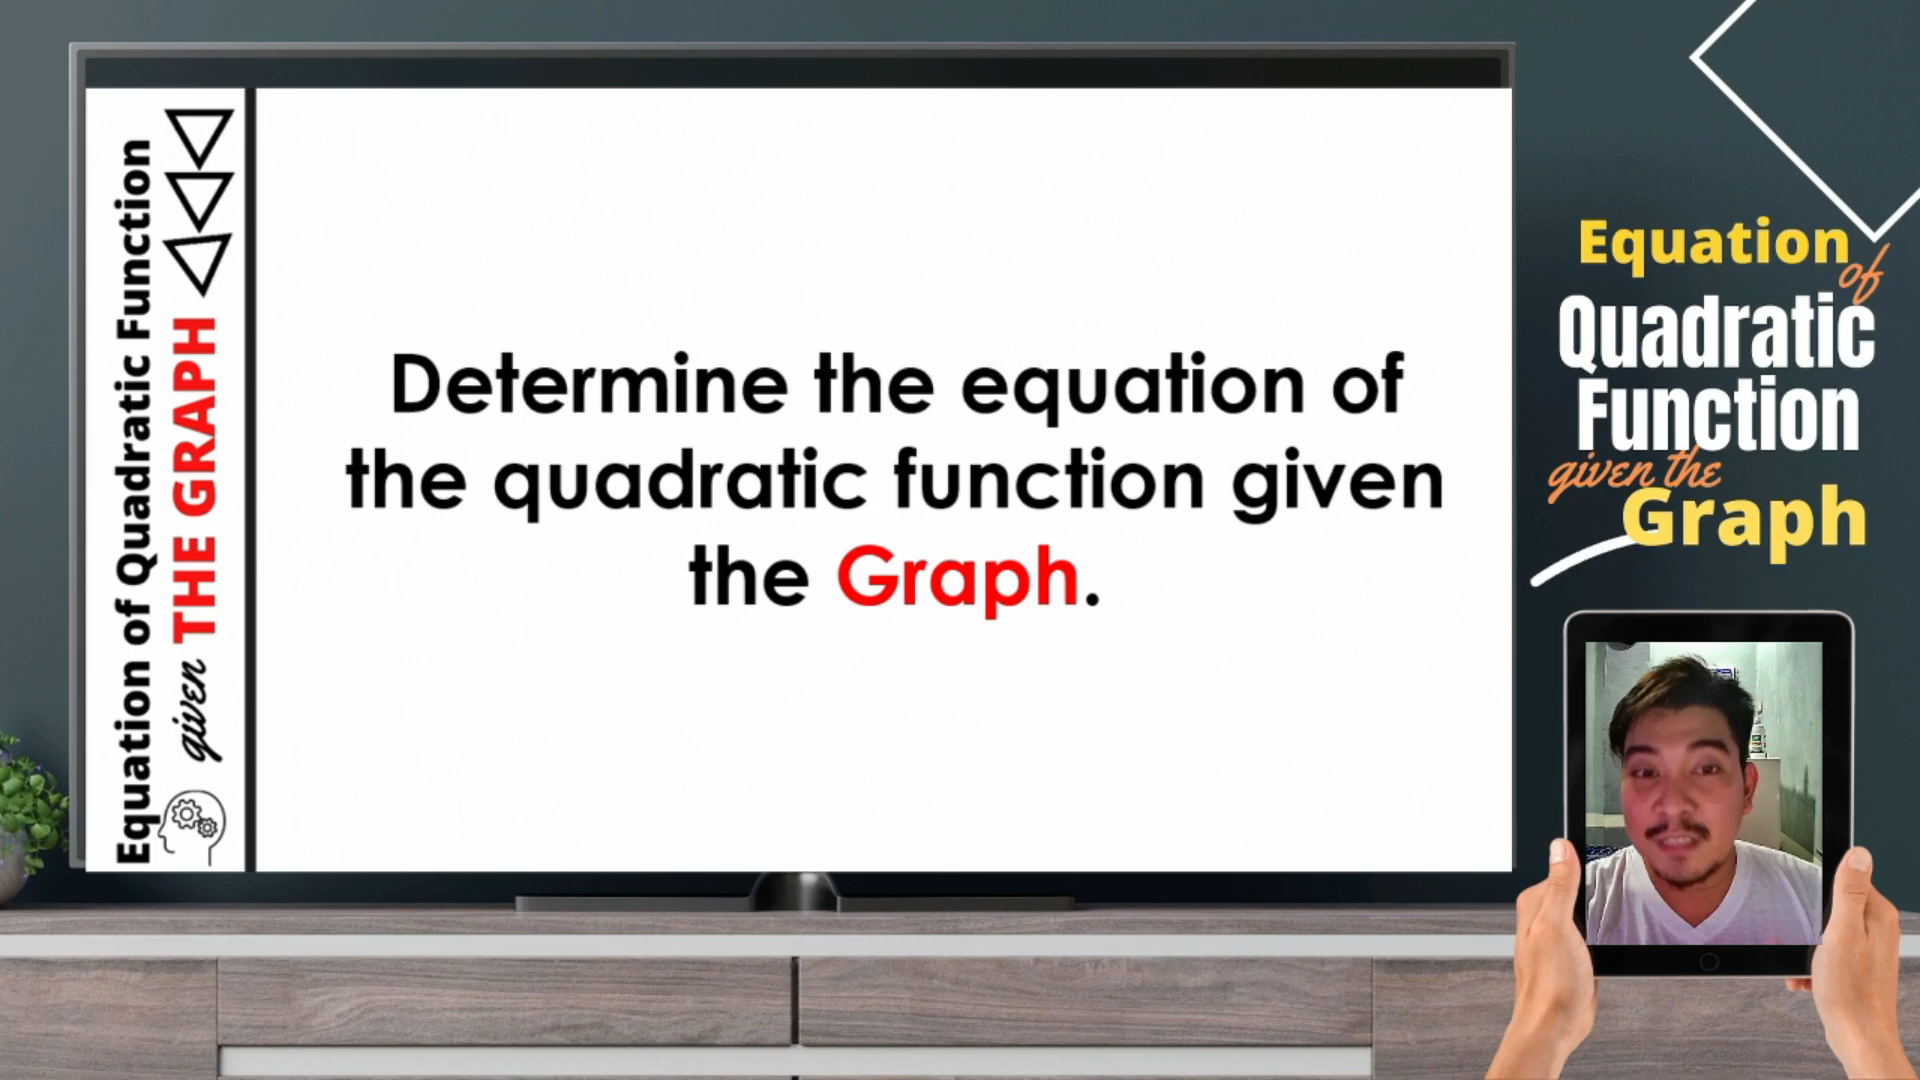 Equation of Quadratic Function
given THE GRAPH
Determine the equation of
the quadratic function given
the Graph.
Equation
of
Quadratic
Function
given the
Graph